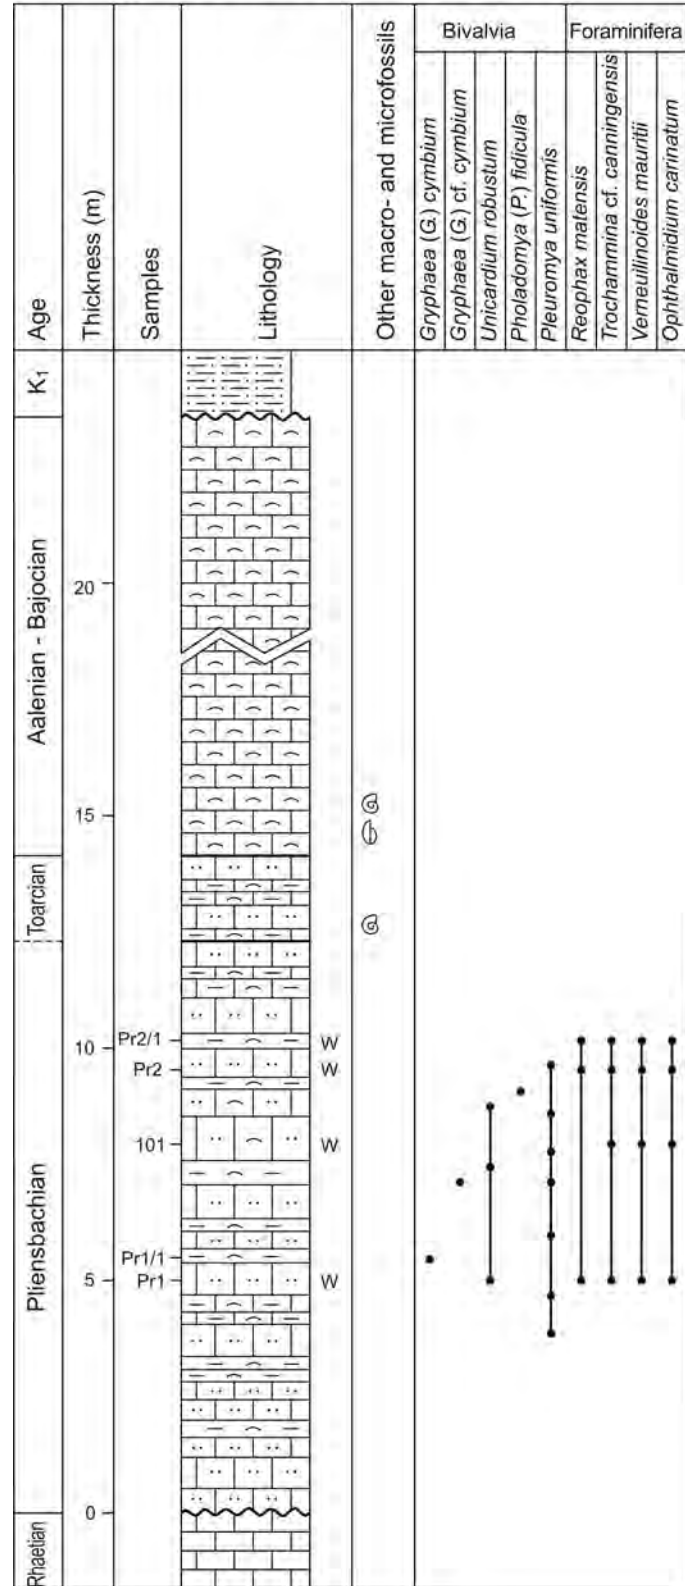 Bivalvia
Foraminifera
Age
Thickness (m)
Samples
Lithology
Other macro- and microfossils
Gryphaea (G.) cymbium
Gryphaea (G.) cf. cymbium
Unicardium robustum
Pholadomya (P.) fidicula
Pleuromya uniformis
Reophax matensis
Trochammina cf. canningensis
Verneuilinoides mauritii
Ophthalmidium carinatum
K1
Aalenian - Bajocian
20
15
Toarcian
Pliensbachian
Pr2/1
W
10
Pr2
W
101
W
Pr1/1
Pr1
W
5
0
Rhaetian